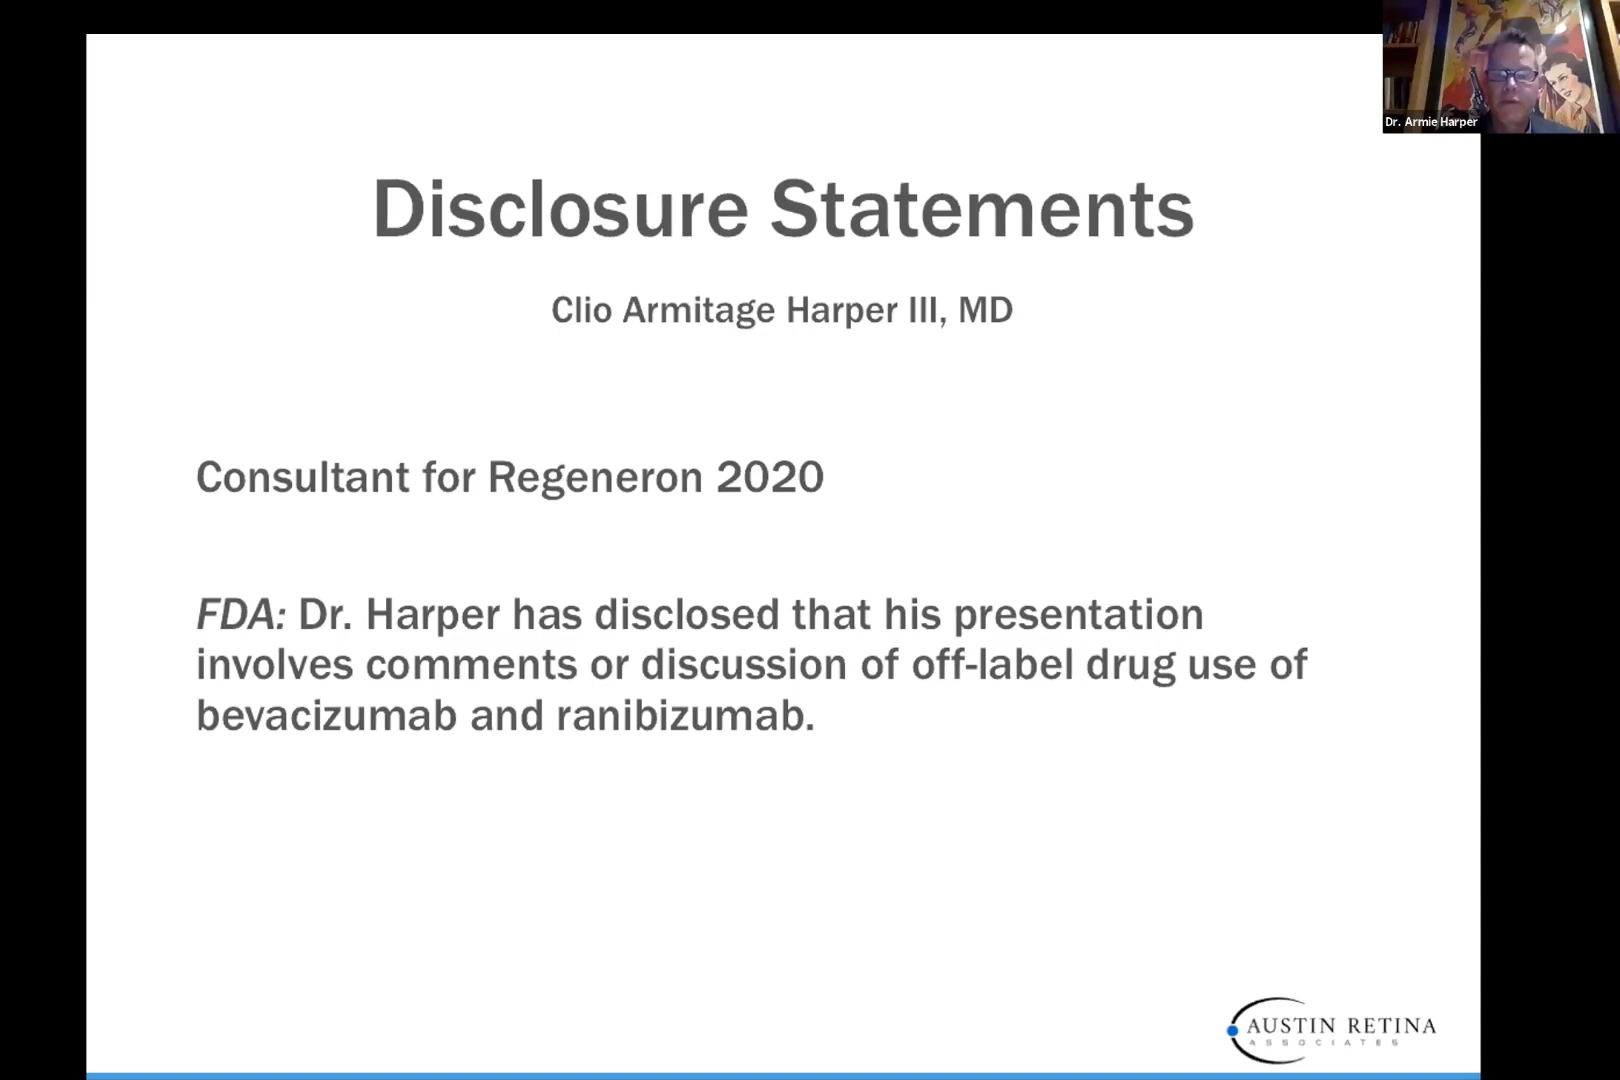 Dr. Armie Harper
Disclosure Statements
Clio Armitage Harper III, MD
Consultant for Regeneron 2020
FDA: Dr. Harper has disclosed that his presentation
involves comments or discussion of off-label drug use of
bevacizumab and ranibizumab.
AUSTIN RETINA
ASSOCIATES